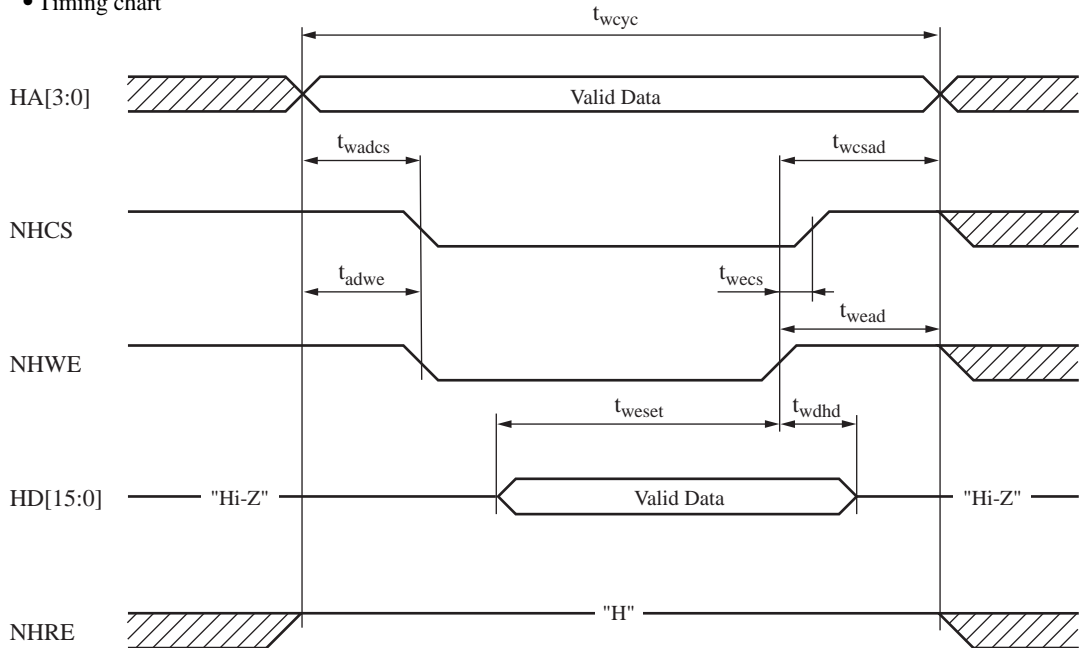 • Timing chart
twcyc
HA[3:0] Valid Data
twadcs twcsad
NHCS
tadwe twecs
twead
NHWE
tweset twdhd
HD[15:0] "Hi-Z" Valid Data "Hi-Z"
"H"
NHRE